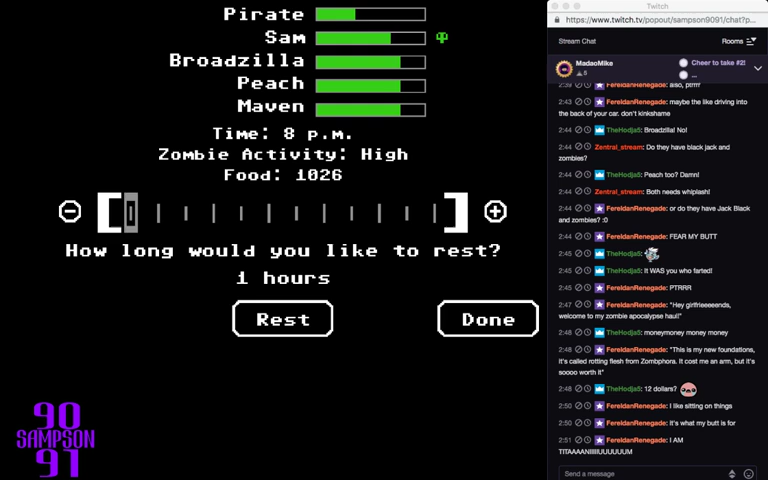 Pirate
Sam
Broadzilla
Peach
Maven
Time: 8 p.m.
Zombie Activity: High
Food: 1026
How long would you like to rest?
1 hours
Rest
Done
90
SAMPSON
91
Twitch
https://www.twitch.tv/popout/sampson9091/chat?p...
Stream Chat
Rooms
MadaoMike
6
Cheer to take #2!
...
2:39 FereldanRenegade: also, ptrrrr
2:43 FereldanRenegade: maybe the like driving into
the back of your car. don't kinkshame
2:44 TheHodja5: Broadzilla! No!
2:44 Zentral_stream: Do they have black jack and
zombies?
2:44 TheHodja5: Peach too? Damn!
2:44 Zentral_stream: Both needs whiplash!
2:44 FereldanRenegade: or do they have Jack Black
and zombies? :0
2:44 FereldanRenegade: FEAR MY BUTT
2:45 TheHodja5:
2:45 TheHodja5: It WAS you who farted!
2:45 FereldanRenegade: PTRRR
2:47 FereldanRenegade: "Hey girlfrieeeeends,
welcome to my zombie apocalypse haul!"
2:48 TheHodja5: moneymoney money money
2:48 FereldanRenegade: "This is my new foundations,
it's called rotting flesh from Zombphora. It cost me an arm, but it's
soooo worth it"
2:48 TheHodja5: 12 dollars?
2:50 FereldanRenegade: I like sitting on things
2:50 FereldanRenegade: It's what my butt is for
2:51 FereldanRenegade: I AM
Send a message